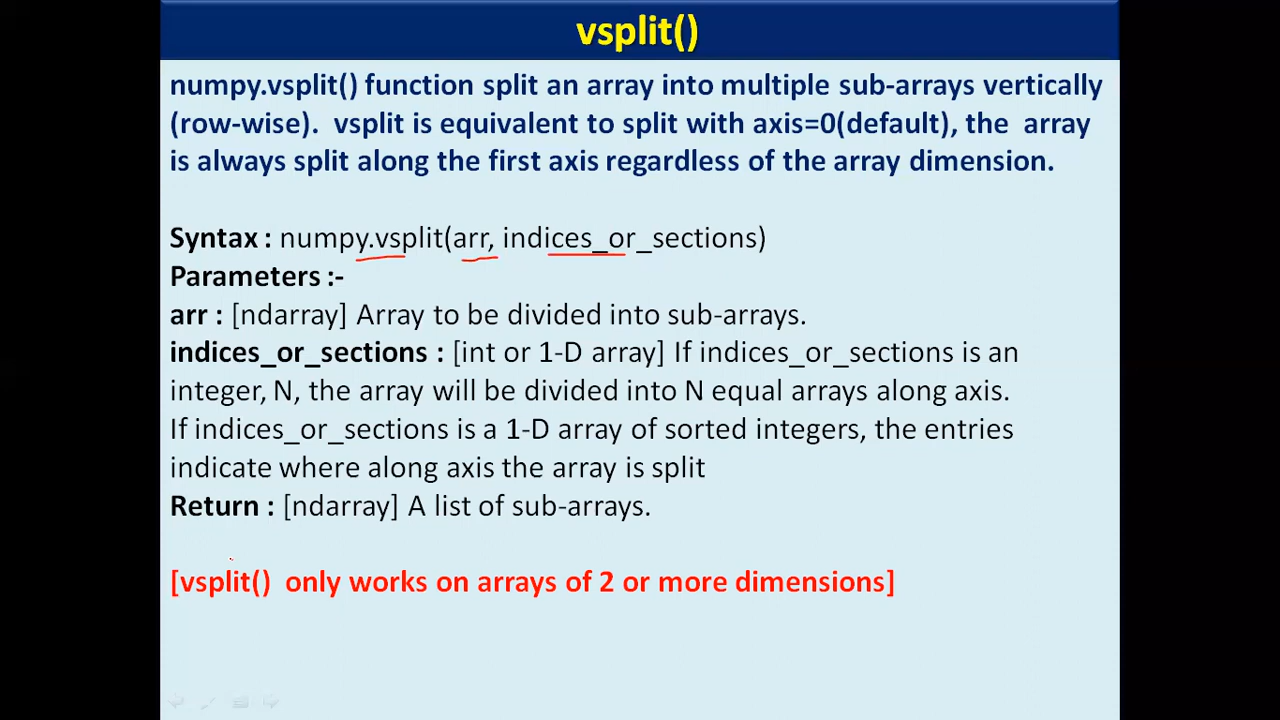 vsplit()
numpy.vsplit() function split an array into multiple sub-arrays vertically
(row-wise). vsplit is equivalent to split with axis=0(default), the array
is always split along the first axis regardless of the array dimension.
Syntax : numpy.vsplit(arr, indices_or_sections)
Parameters :-
arr : [ndarray] Array to be divided into sub-arrays.
indices_or_sections : [int or 1-D array] If indices_or_sections is an
integer, N, the array will be divided into N equal arrays along axis.
If indices_or_sections is a 1-D array of sorted integers, the entries
indicate where along axis the array is split
Return : [ndarray] A list of sub-arrays.
[vsplit() only works on arrays of 2 or more dimensions]